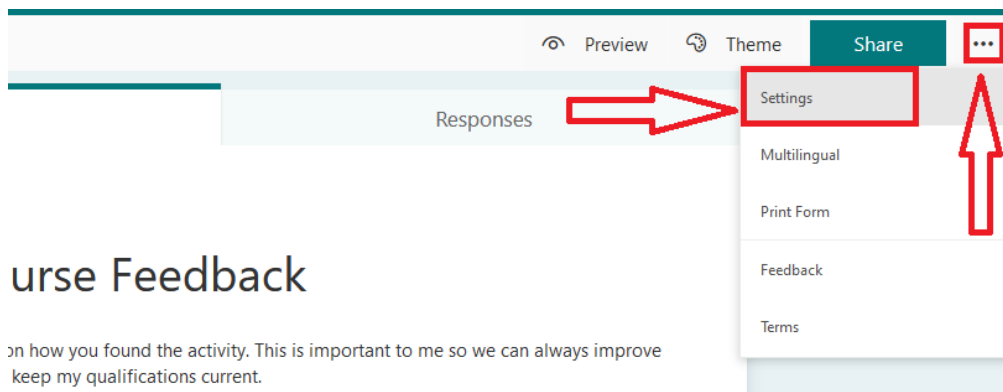 Preview Theme Share ...
Settings
Responses
Multilingual
Print Form
urse Feedback
Feedback
Terms
on how you found the activity. This is important to me so we can always improve
keep my qualifications current.